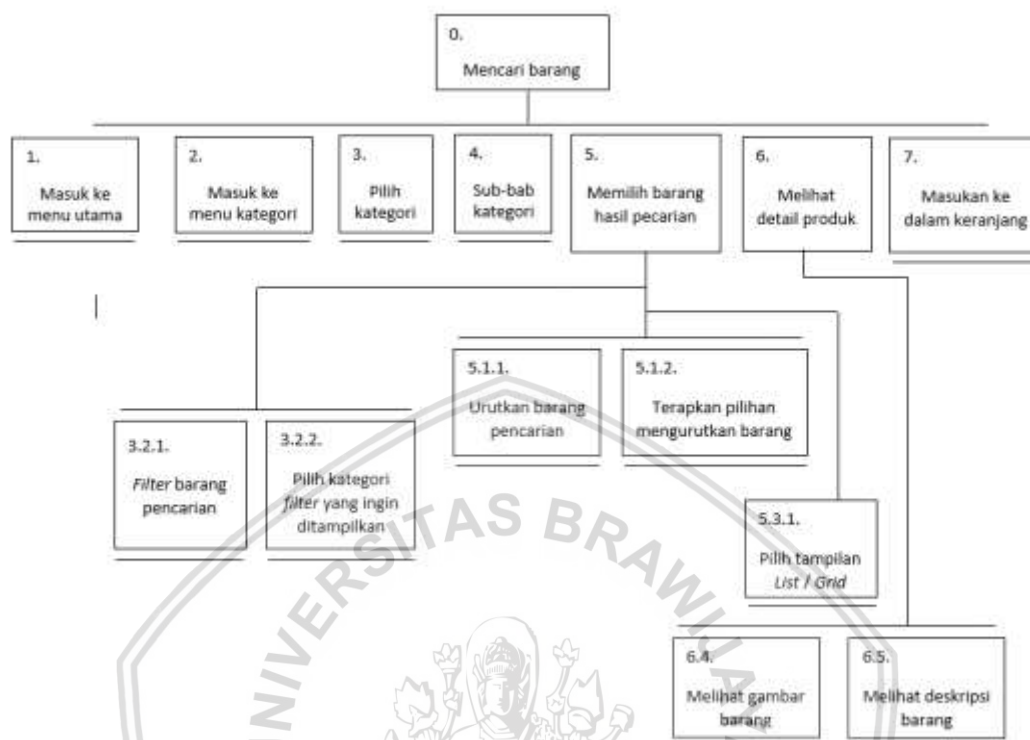 0.
Mencari barang
1.
Masuk ke
menu utama
2.
Masuk ke
menu kategori
3.
Pilih
kategori
4.
Sub-bab
kategori
5.
Memilih barang
hasil pecarian
6.
Melihat
detail produk
7.
Masukan ke
dalam keranjang
5.1.1.
Urutkan barang
pencarian
5.1.2.
Terapkan pilihan
mengurutkan barang
3.2.1.
Filter barang
pencarian
3.2.2.
Pilih kategori
filter yang ingin
ditampilkan
5.3.1.
Pilih tampilan
List / Grid
6.4.
Melihat gambar
barang
6.5.
Melihat deskripsi
barang
UNIVERSITAS BRAWIJAY